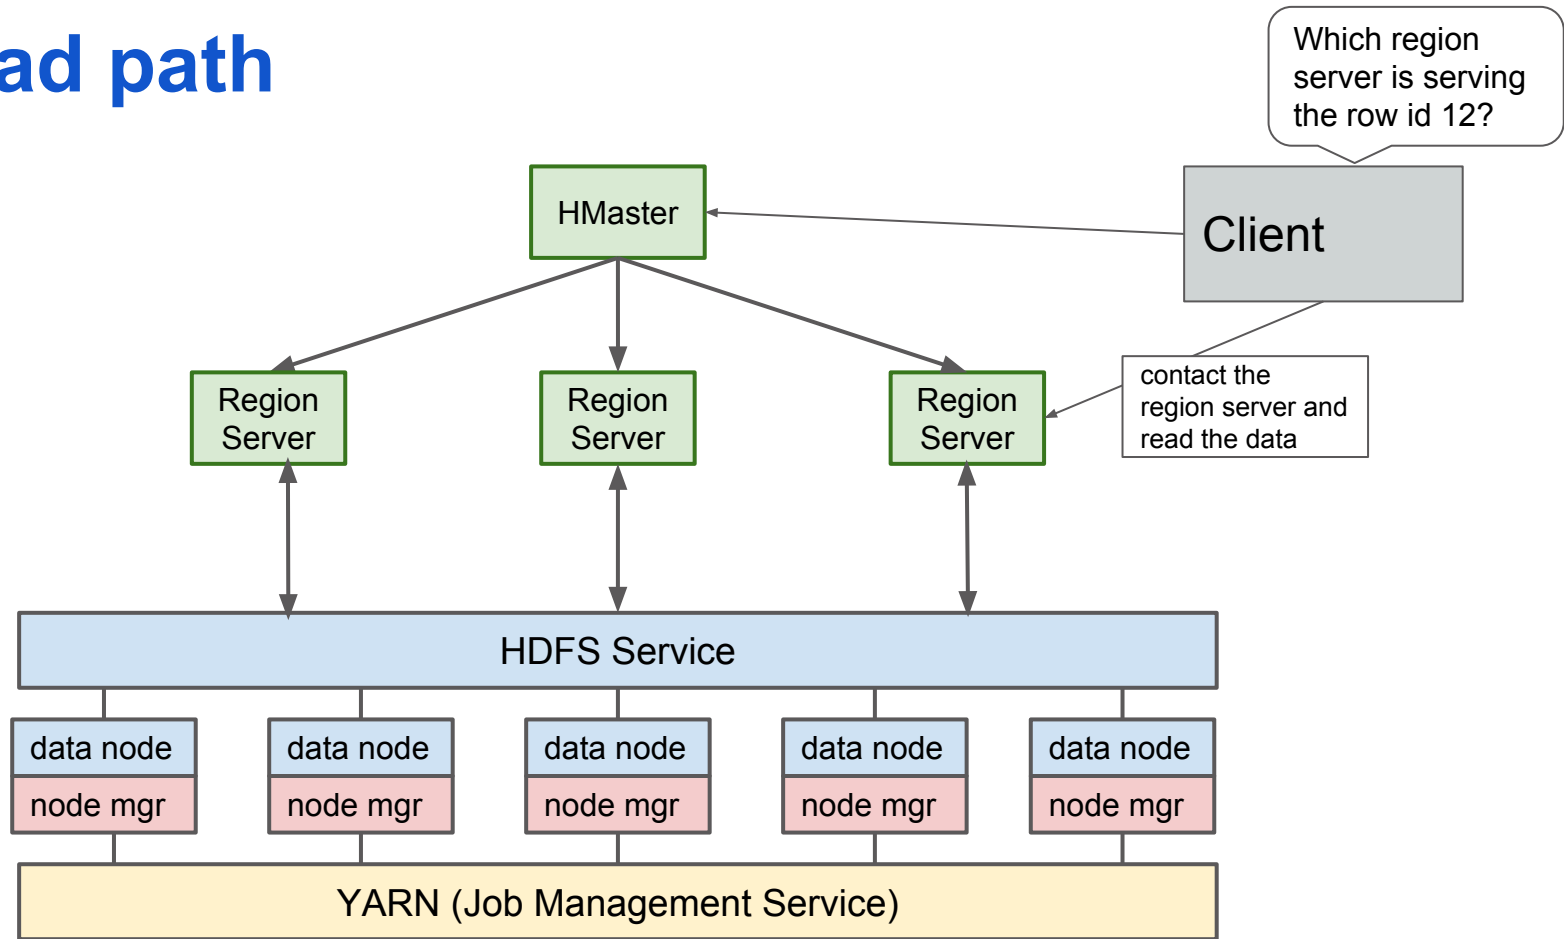 ad path
Which region
server is serving
the row id 12?
HMaster
Client
Region
Server
Region
Server
Region
Server
contact the
region server and
read the data
HDFS Service
data node
data node
data node
data node
data node
node mgr
node mgr
node mgr
node mgr
node mgr
YARN (Job Management Service)